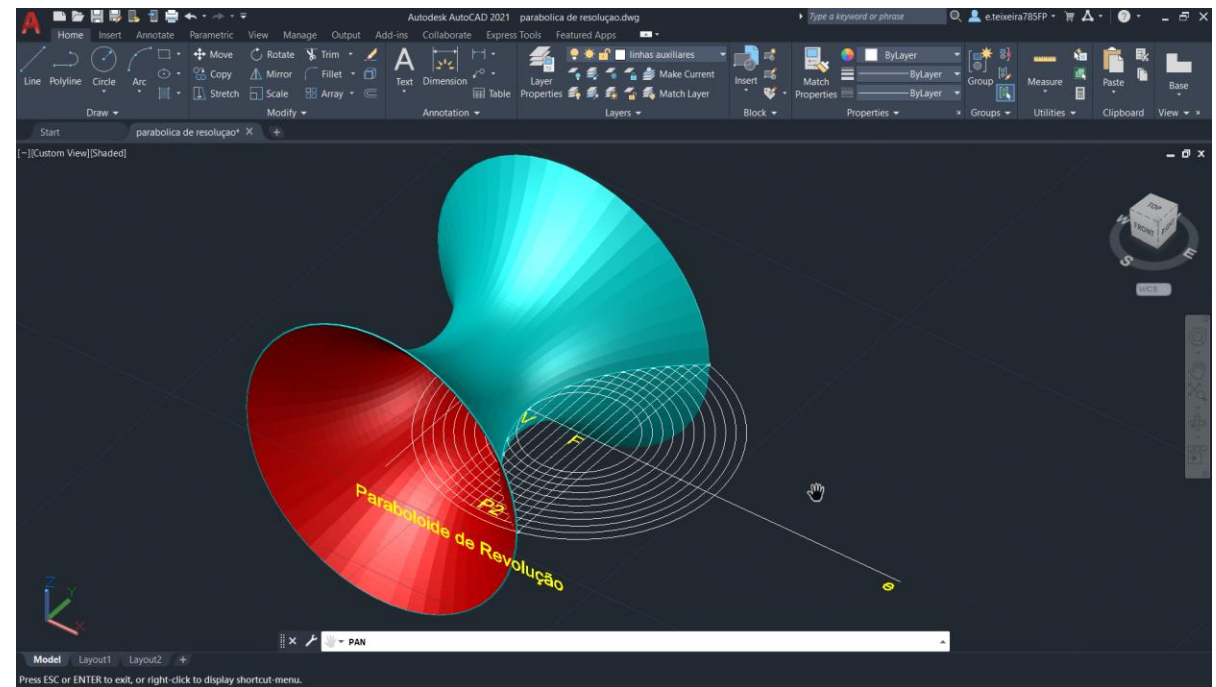 Autodesk AutoCAD 2021 parabolica de resoluçao.dwg
Type a keyword or phrase
e.teixeira785FP
Home Insert Annotate Parametric View Manage Output Add-ins Collaborate Express Tools Featured Apps
Move Rotate Trim linhas auxiliares ByLayer
Line Polyline Circle Arc Copy Mirror Fillet Text Dimension Layer Properties Make Current Insert Match Properties ByLayer Group Measure Paste Base
Stretch Scale Array Table Match Layer ByLayer
Draw Modify Annotation Layers Block Properties Groups Utilities Clipboard View
Start parabolica de resoluçao*
[−][Custom View][Shaded]
TOP
W FRONT RIGHT
S E
WCS
V F
P2
Paraboloide de Revolução
e
Z
Y
X
PAN
Model Layout1 Layout2
Press ESC or ENTER to exit, or right-click to display shortcut-menu.